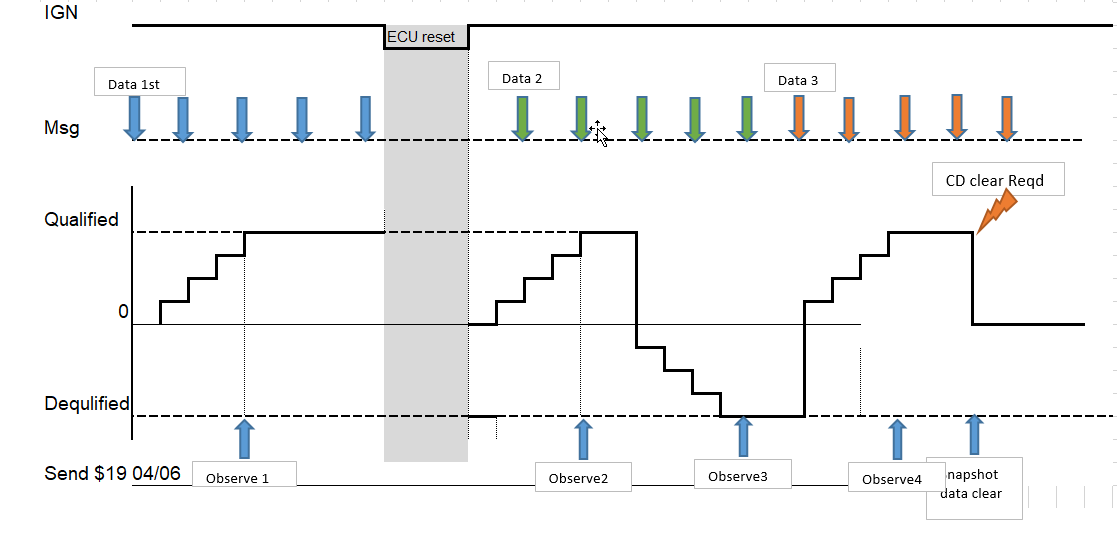 IGN
ECU reset
Data 1st
Data 2
Data 3
Msg
CD clear Reqd
Qualified
0
Dequlified
Send $19 04/06
Observe 1
Observe2
Observe3
Observe4
napshot
data clear